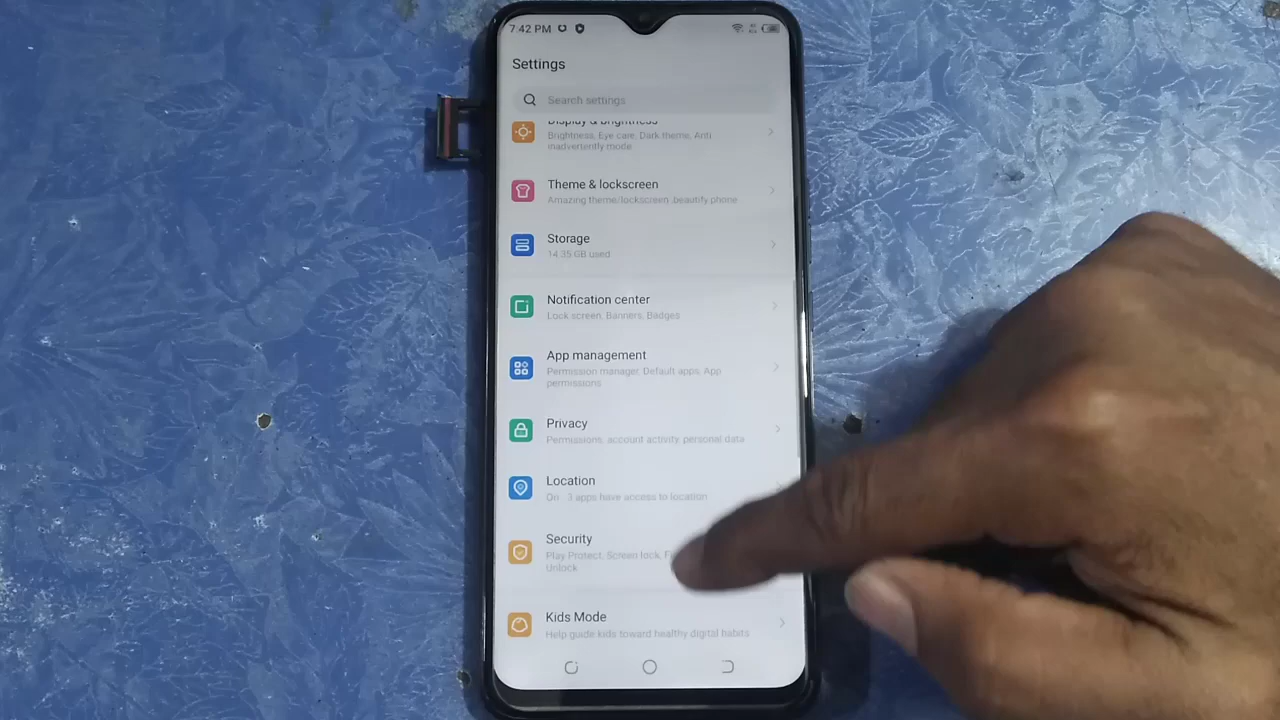 7:42 PM
Settings
Search settings
Display & brightness
Brightness, Eye care, Dark theme, Anti
inadvertently mode
Theme & lockscreen
Amazing theme/lockscreen, beautify phone
Storage
14.35 GB used
Notification center
Lock screen, Banners, Badges
App management
Permission manager, Default apps, App
permissions
Privacy
Permissions, account activity, personal data
Location
On · 3 apps have access to location
Security
Play Protect, Screen lock,
Unlock
Kids Mode
Help guide kids toward healthy digital habits